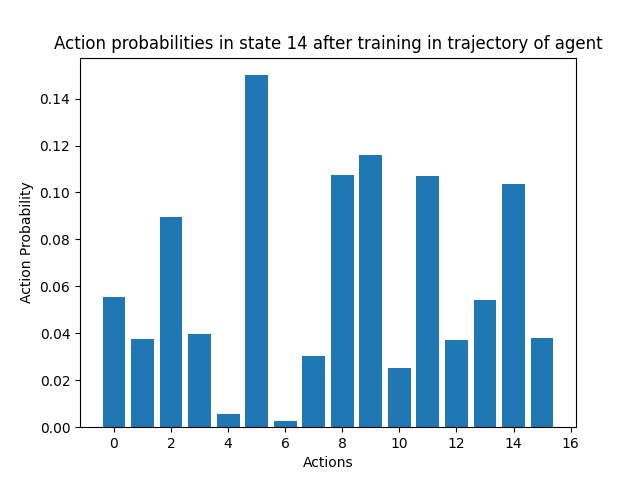 Action probabilities in state 14 after training in trajectory of agent
0.14
0.12
0.10
0.08
0.06
0.04
0.02
0.00
Action Probability
0 2 4 6 8 10 12 14 16
Actions